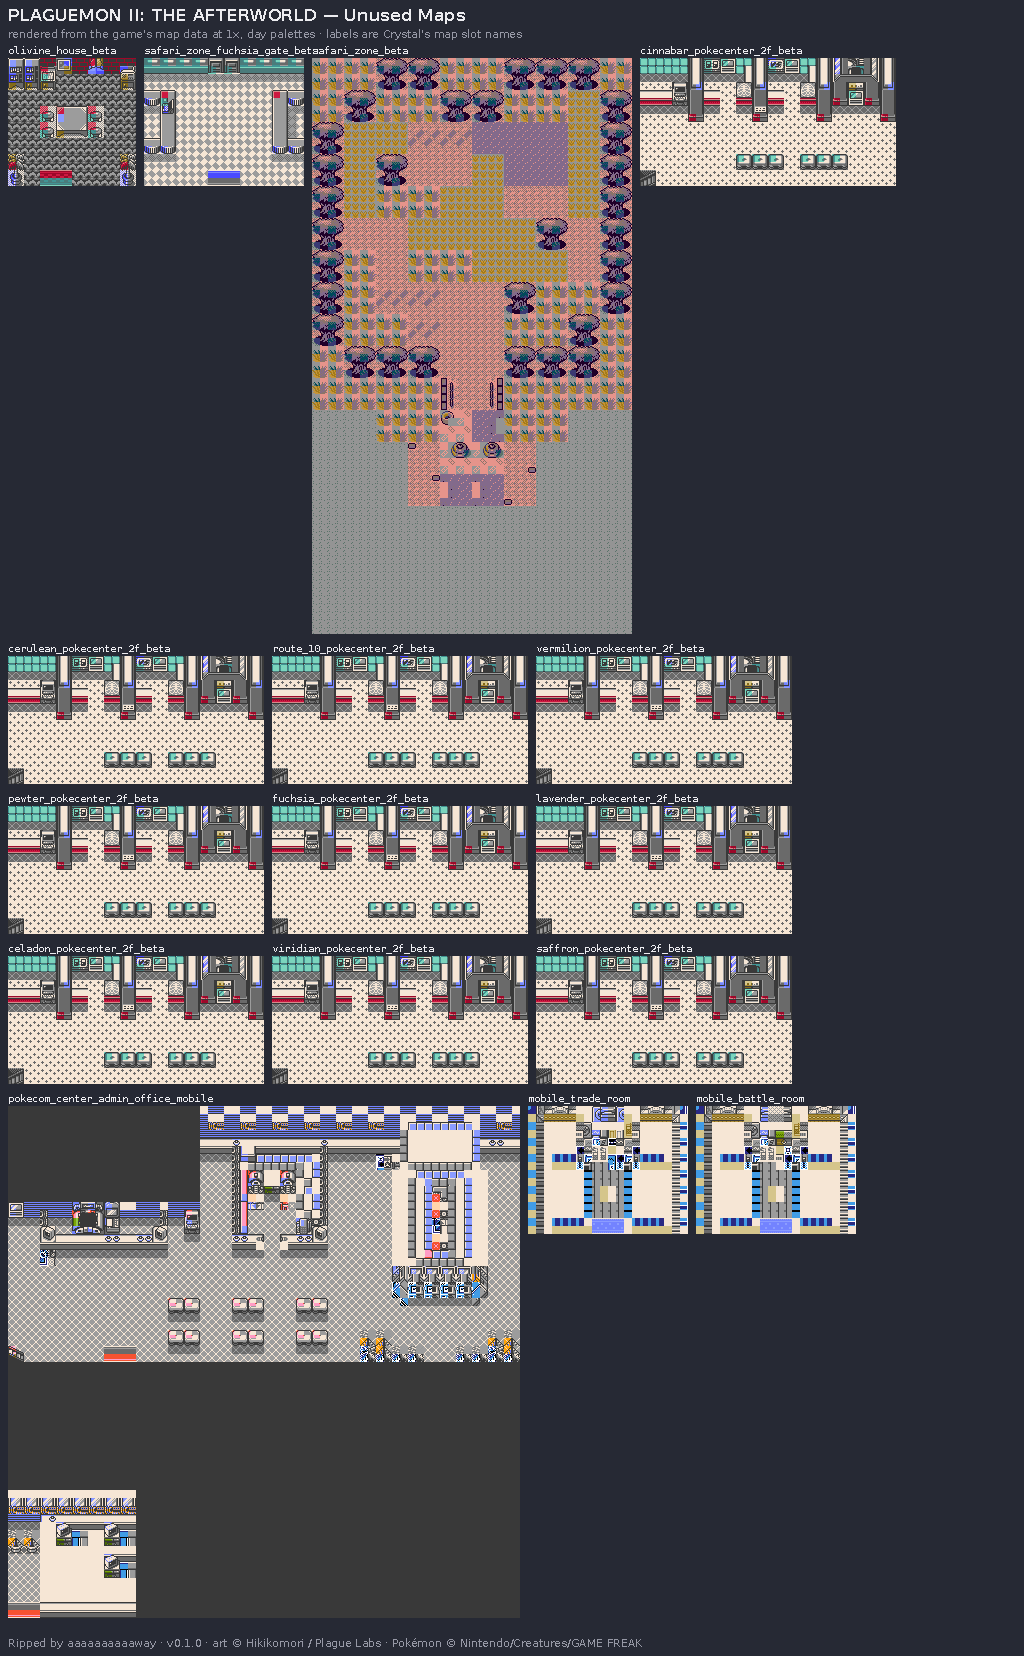 PLAGUEMON II: THE AFTERWORLD — Unused Maps
rendered from the game's map data at 1x, day palettes · labels are Crystal's map slot names
olivine_house_beta
safari_zone_fuchsia_gate_beta
safari_zone_beta
cinnabar_pokecenter_2f_beta
cerulean_pokecenter_2f_beta
route_10_pokecenter_2f_beta
vermilion_pokecenter_2f_beta
pewter_pokecenter_2f_beta
fuchsia_pokecenter_2f_beta
lavender_pokecenter_2f_beta
celadon_pokecenter_2f_beta
viridian_pokecenter_2f_beta
saffron_pokecenter_2f_beta
pokecom_center_admin_office_mobile
mobile_trade_room
mobile_battle_room
Ripped by aaaaaaaaaaway · v0.1.0 · art © Hikikomori / Plague Labs · Pokémon © Nintendo/Creatures/GAME FREAK